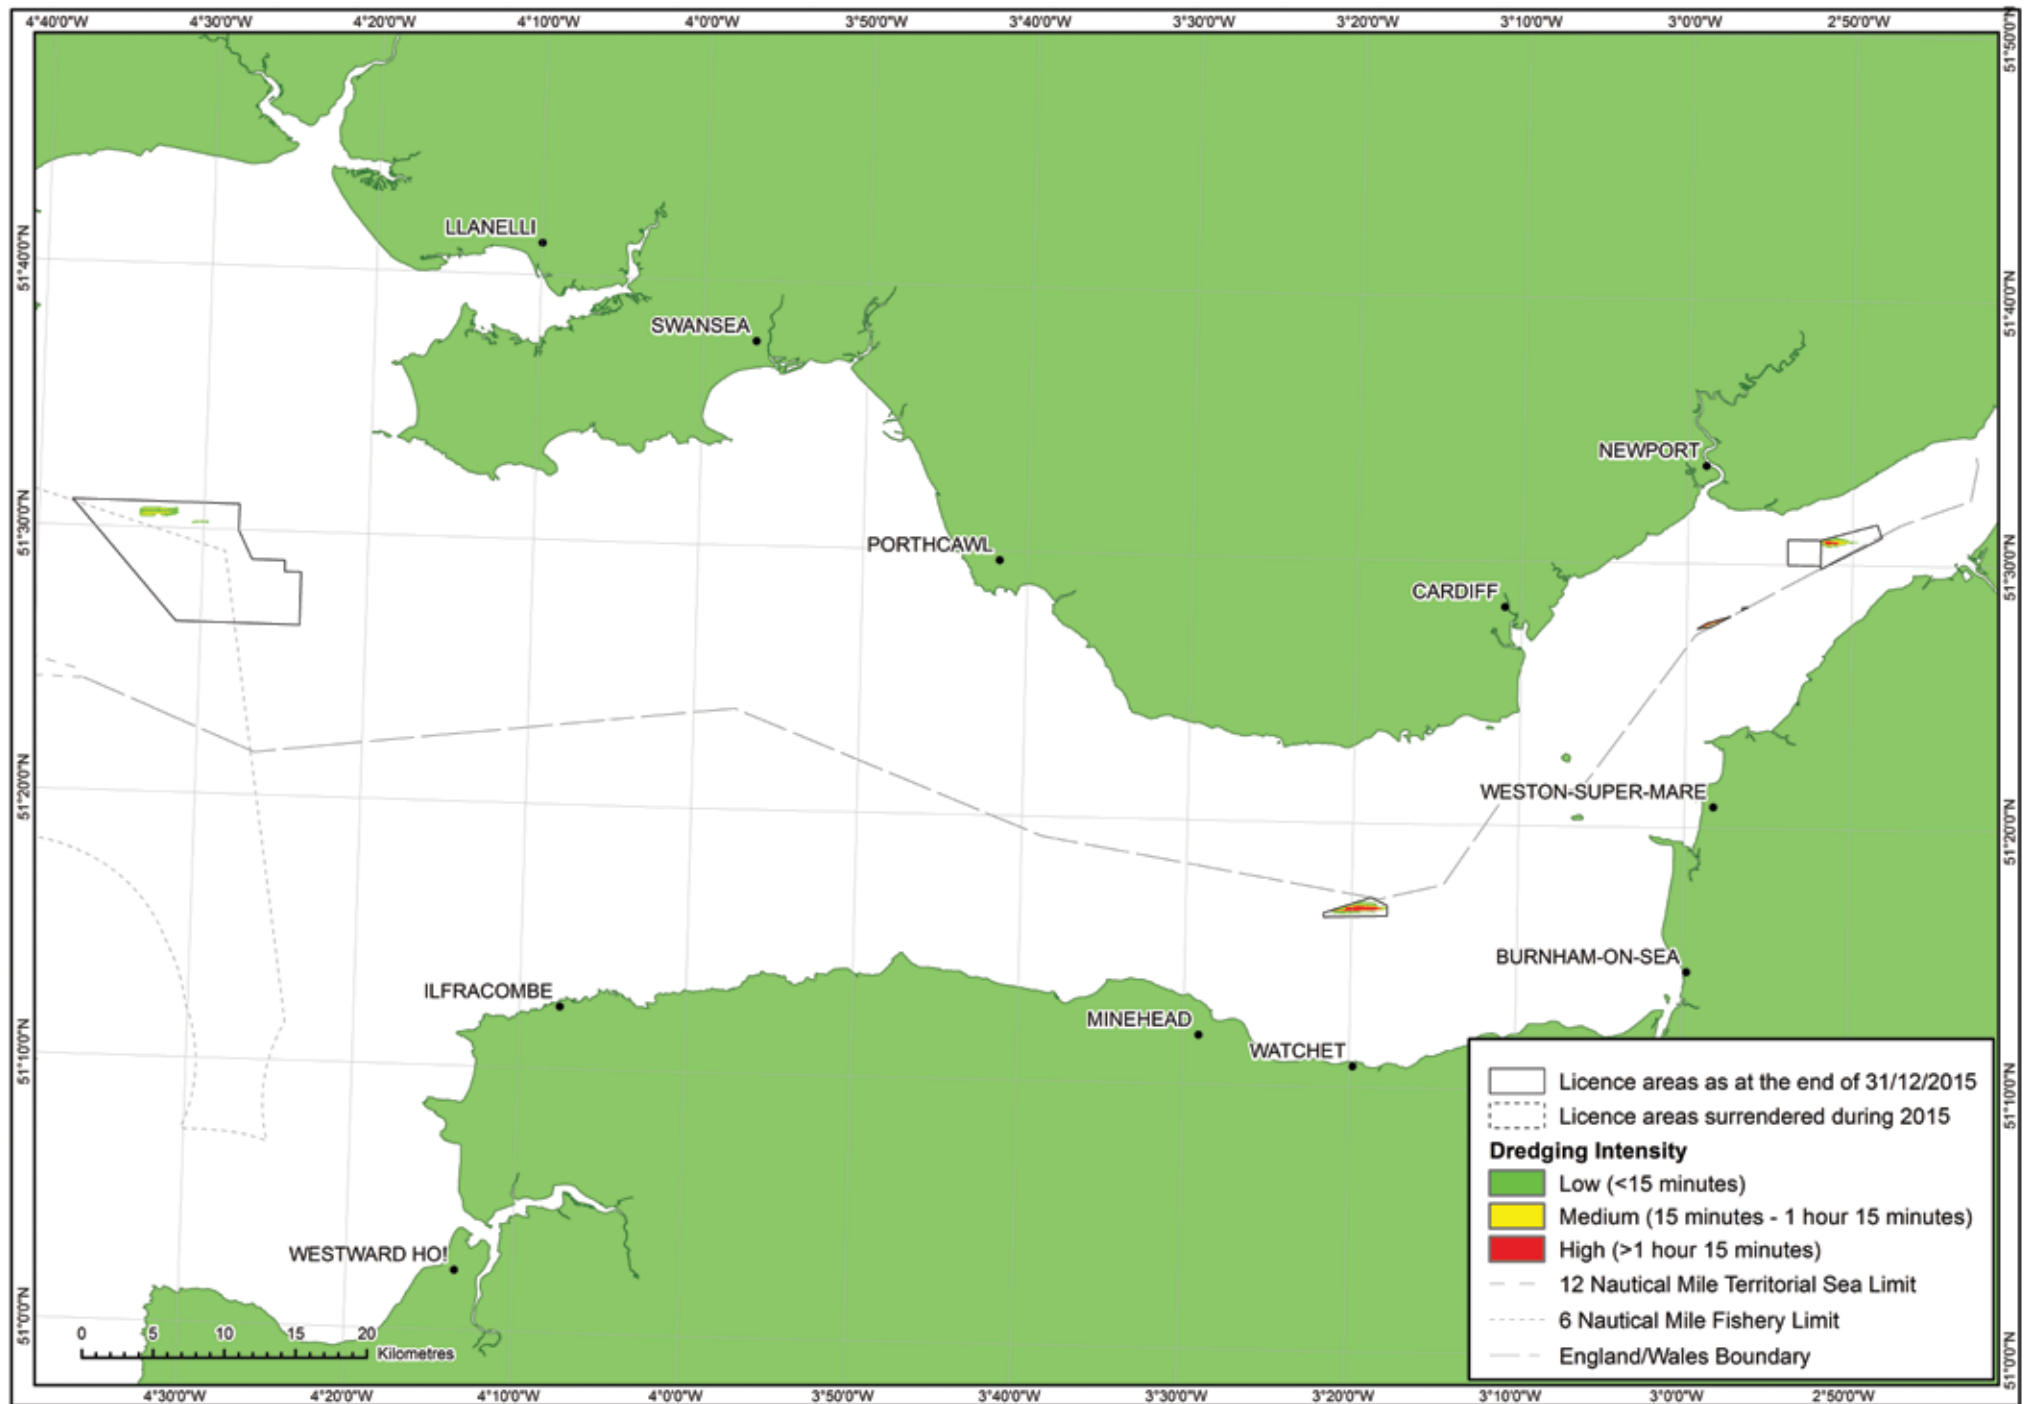 4°40'0"W 4°30'0"W 4°20'0"W 4°10'0"W 4°0'0"W 3°50'0"W 3°40'0"W 3°30'0"W 3°20'0"W 3°10'0"W 3°0'0"W 2°50'0"W
51°50'0"N
LLANELLI
51°40'0"N
51°40'0"N
SWANSEA
NEWPORT
51°30'0"N
PORTHCAWL
51°30'0"N
CARDIFF
WESTON-SUPER-MARE
51°20'0"N
51°20'0"N
BURNHAM-ON-SEA
ILFRACOMBE
MINEHEAD
WATCHET
51°10'0"N
51°10'0"N
Licence areas as at the end of 31/12/2015
Licence areas surrendered during 2015
Dredging Intensity
Low (<15 minutes)
Medium (15 minutes - 1 hour 15 minutes)
High (>1 hour 15 minutes)
12 Nautical Mile Territorial Sea Limit
6 Nautical Mile Fishery Limit
England/Wales Boundary
WESTWARD HO!
51°0'0"N
51°0'0"N
0 5 10 15 20
Kilometres
4°30'0"W 4°20'0"W 4°10'0"W 4°0'0"W 3°50'0"W 3°40'0"W 3°30'0"W 3°20'0"W 3°10'0"W 3°0'0"W 2°50'0"W